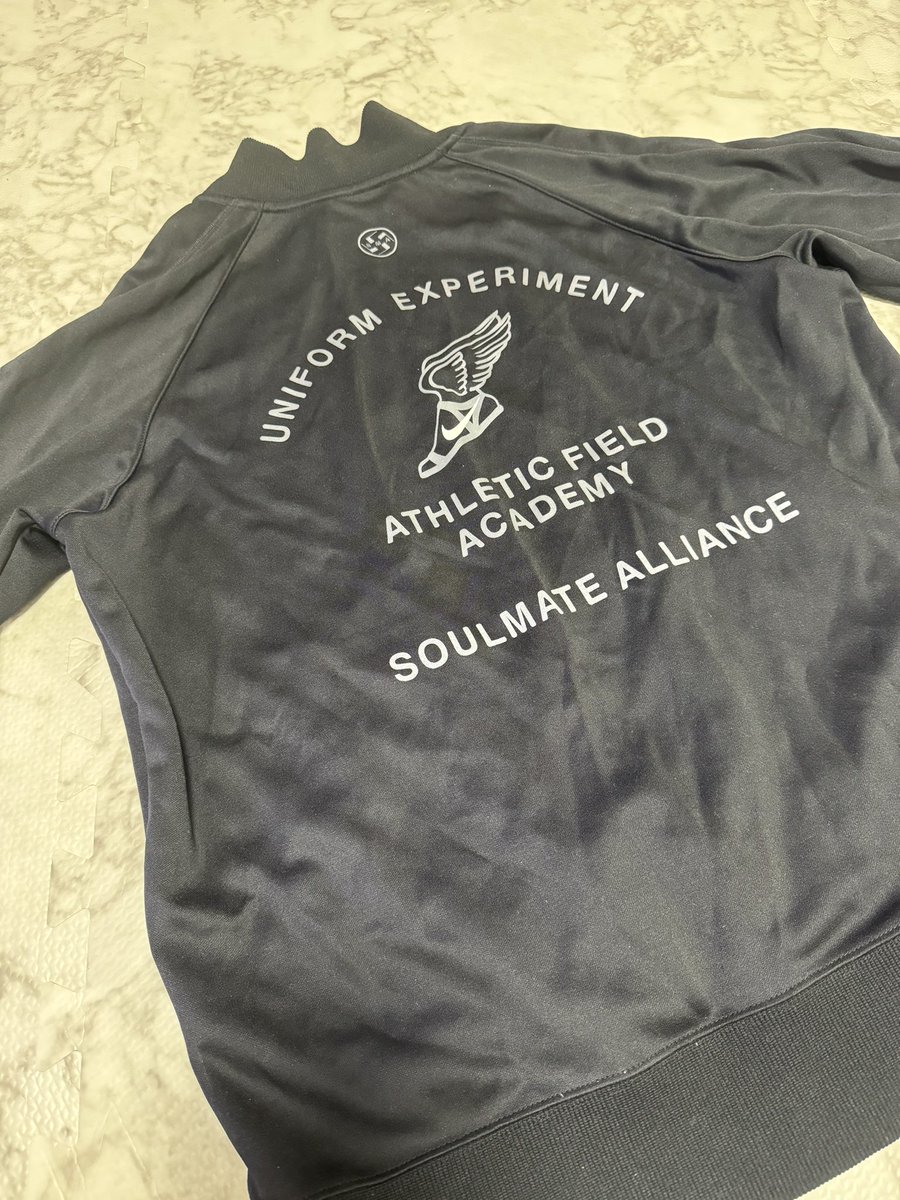 UNIFORM EXPERIMENT
ATHLETIC FIELD
ACADEMY
SOULMATE ALLIANCE